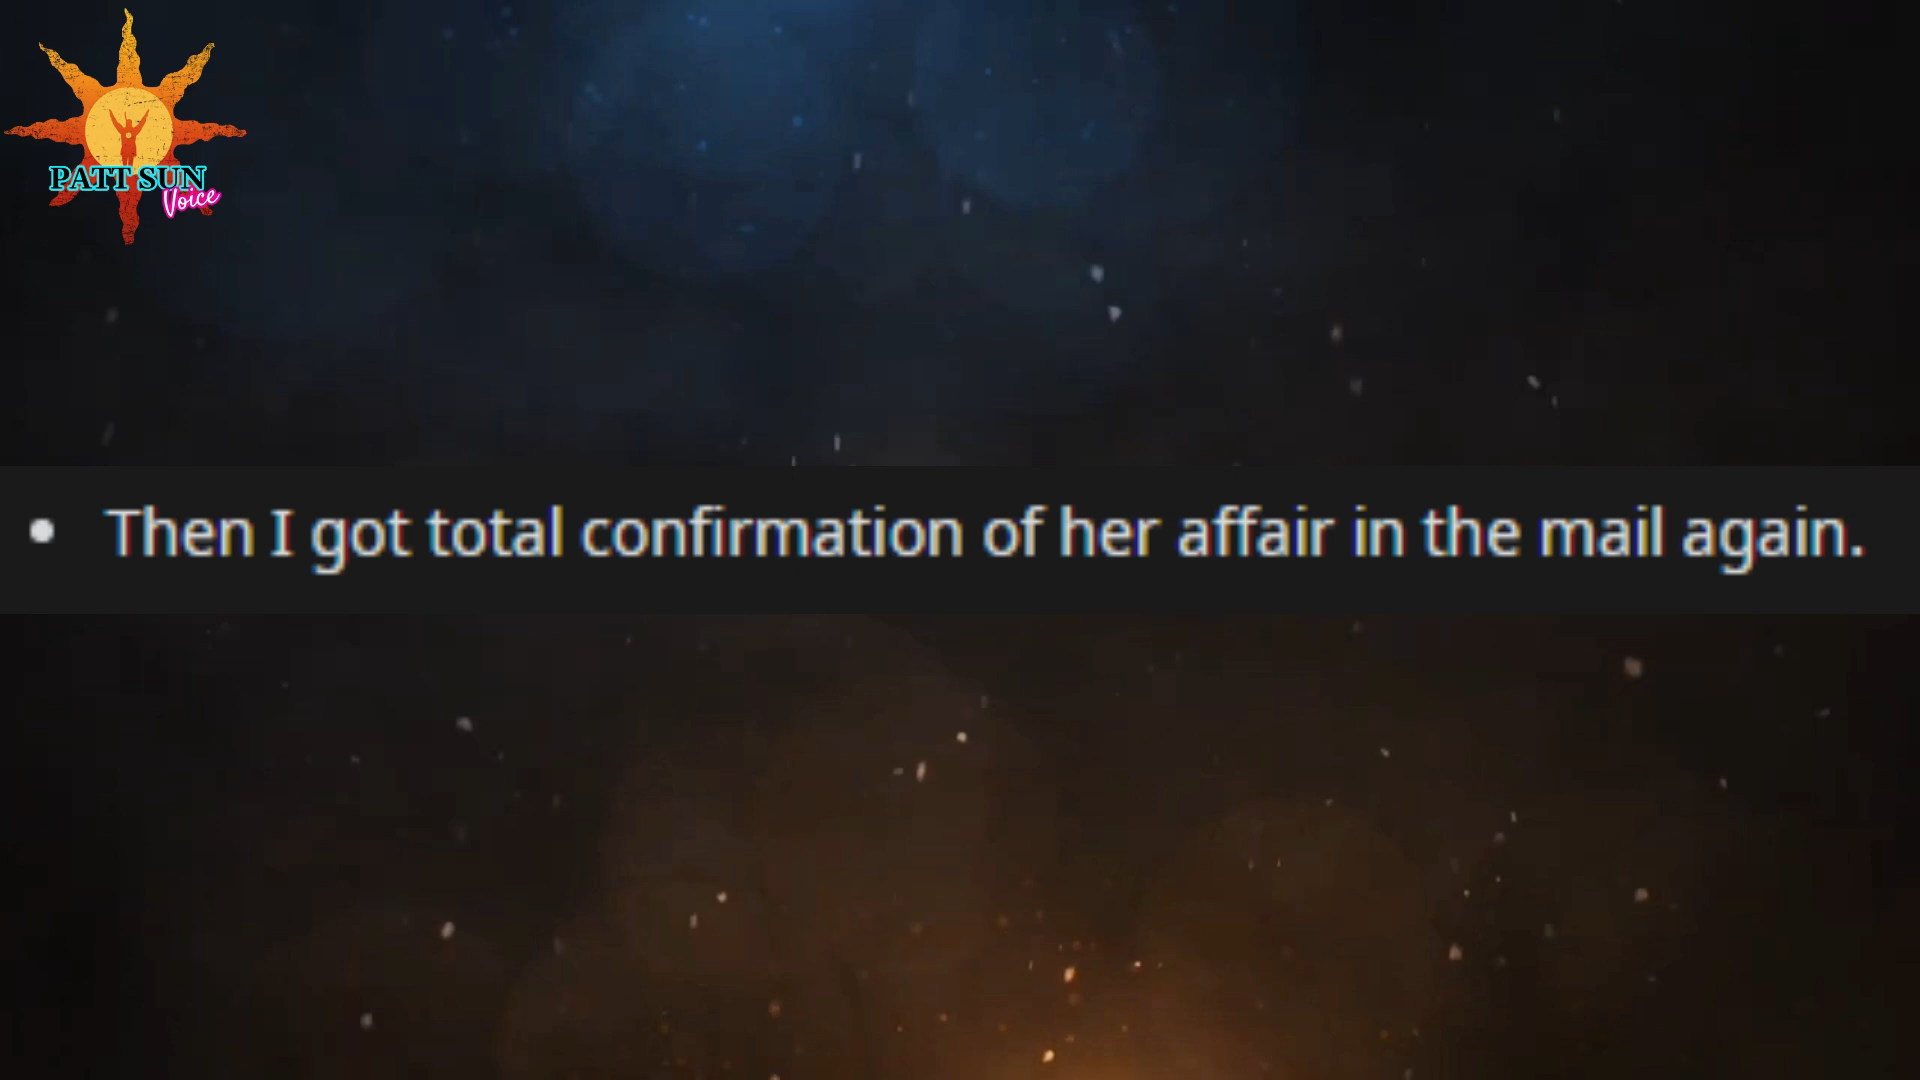 PATT SUN
Voice
• Then I got total confirmation of her affair in the mail again.